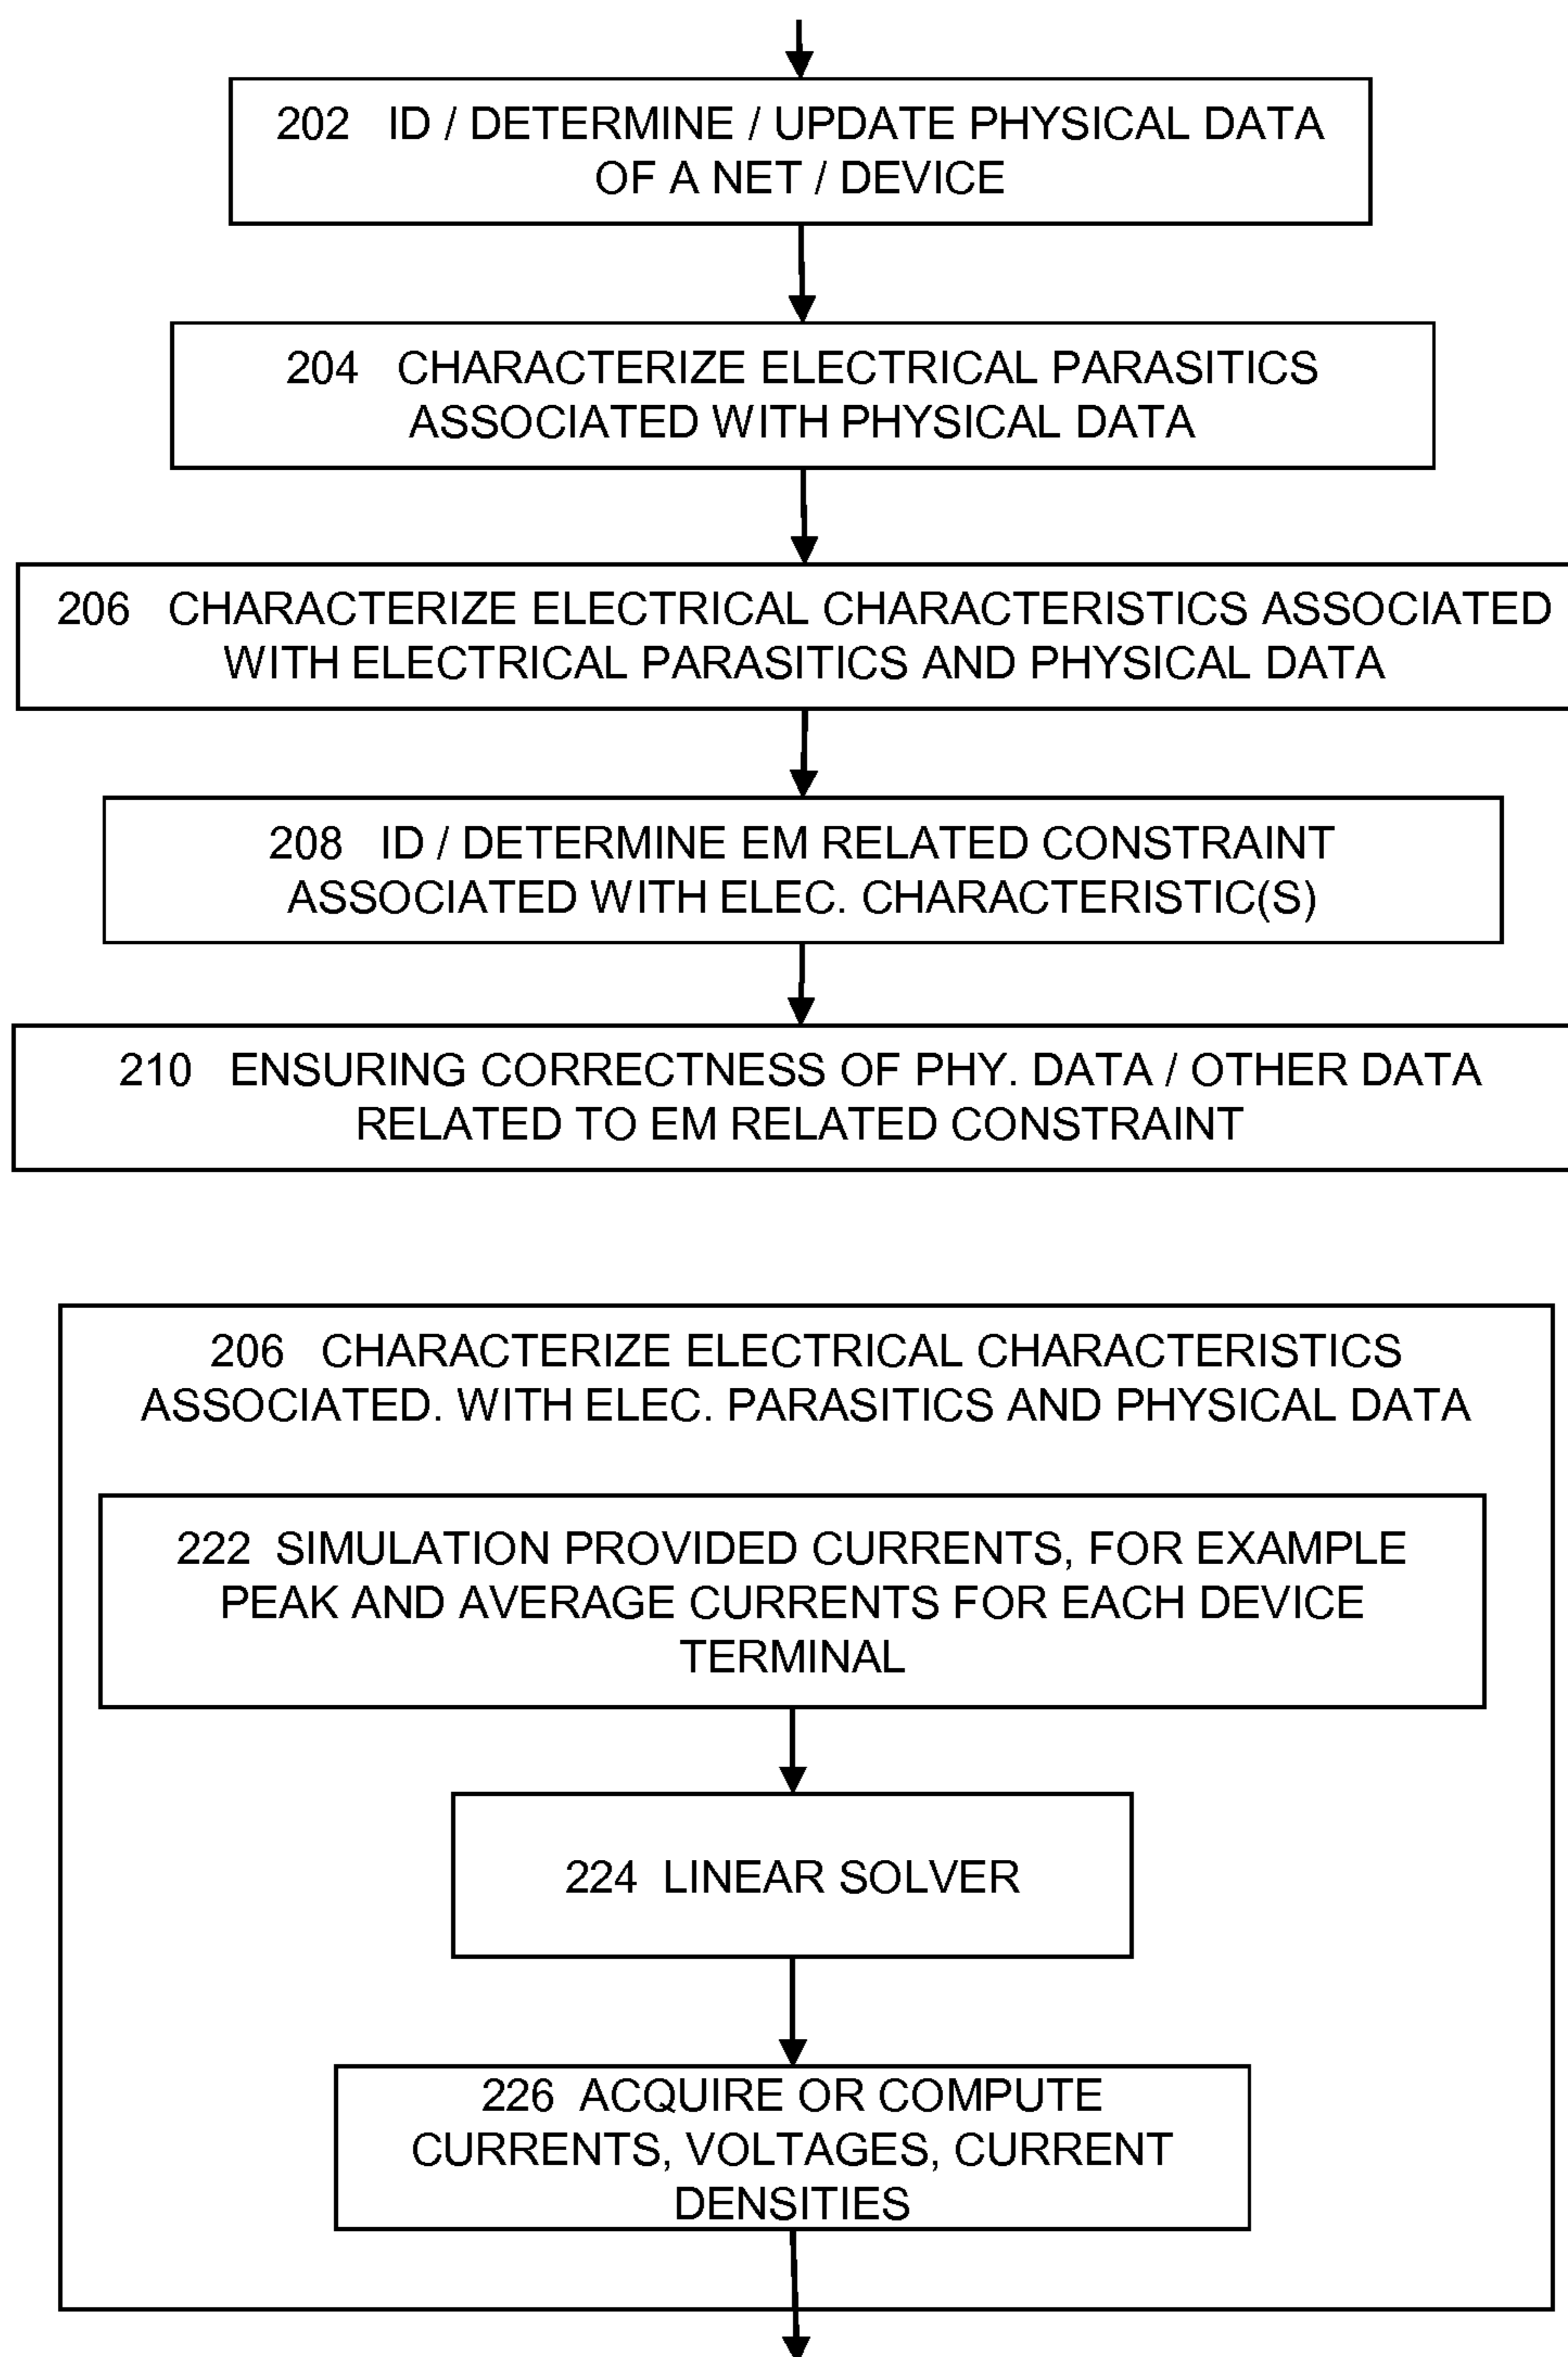 202 ID / DETERMINE / UPDATE PHYSICAL DATA
OF A NET / DEVICE
204 CHARACTERIZE ELECTRICAL PARASITICS
ASSOCIATED WITH PHYSICAL DATA
206 CHARACTERIZE ELECTRICAL CHARACTERISTICS ASSOCIATED
WITH ELECTRICAL PARASITICS AND PHYSICAL DATA
208 ID / DETERMINE EM RELATED CONSTRAINT
ASSOCIATED WITH ELEC. CHARACTERISTIC(S)
210 ENSURING CORRECTNESS OF PHY. DATA / OTHER DATA
RELATED TO EM RELATED CONSTRAINT
206 CHARACTERIZE ELECTRICAL CHARACTERISTICS
ASSOCIATED. WITH ELEC. PARASITICS AND PHYSICAL DATA
222 SIMULATION PROVIDED CURRENTS, FOR EXAMPLE
PEAK AND AVERAGE CURRENTS FOR EACH DEVICE
TERMINAL
224 LINEAR SOLVER
226 ACQUIRE OR COMPUTE
CURRENTS, VOLTAGES, CURRENT
DENSITIES